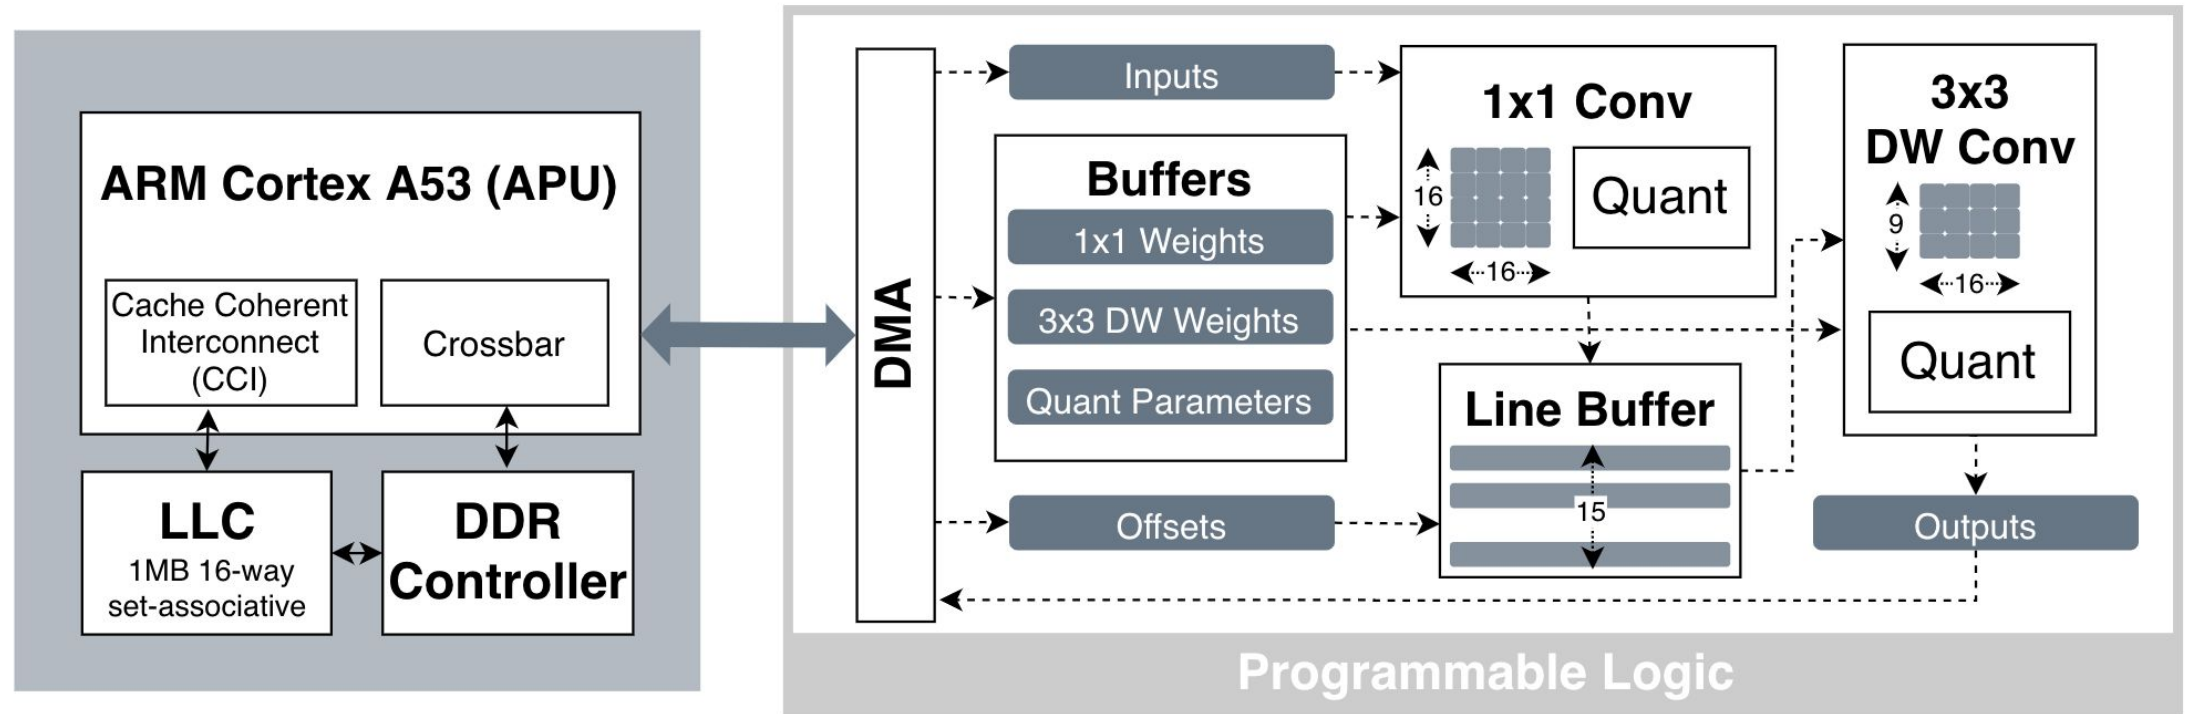 ARM Cortex A53 (APU)
Cache Coherent
Interconnect
(CCI)
Crossbar
LLC
1MB 16-way
set-associative
DDR
Controller
DMA
Inputs
Buffers
1x1 Weights
3x3 DW Weights
Quant Parameters
Offsets
1x1 Conv
16
16
Quant
Line Buffer
15
3x3
DW Conv
9
16
Quant
Outputs
Programmable Logic